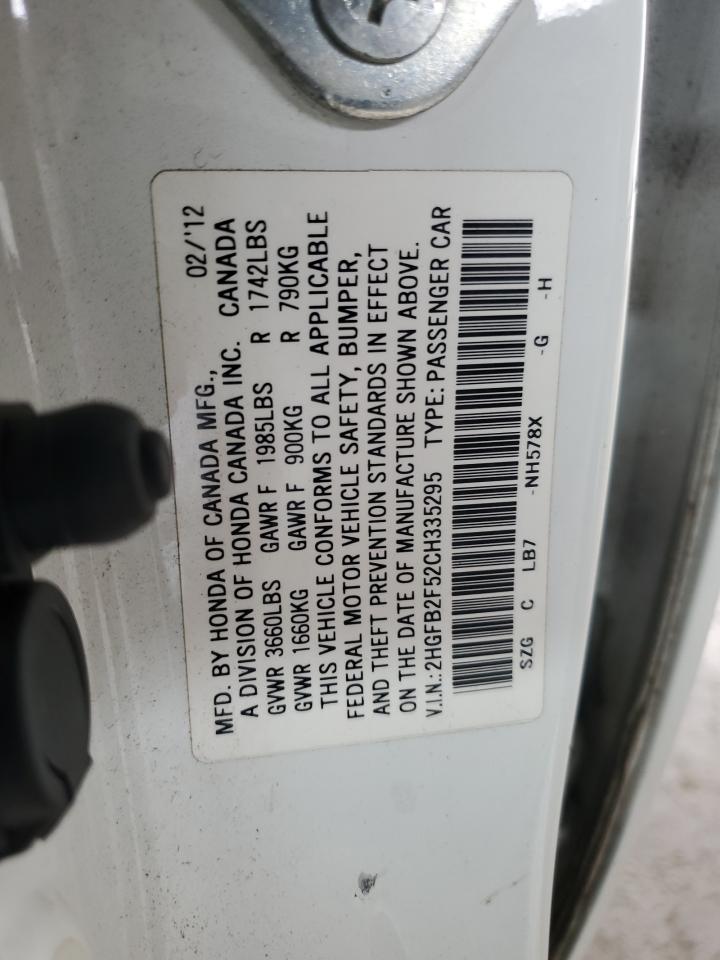 MFD. BY HONDA OF CANADA MFG., 02/'12
A DIVISION OF HONDA CANADA INC. CANADA
GVWR 3660LBS GAWR F 1985LBS R 1742LBS
GVWR 1660KG GAWR F 900KG R 790KG
THIS VEHICLE CONFORMS TO ALL APPLICABLE
FEDERAL MOTOR VEHICLE SAFETY, BUMPER,
AND THEFT PREVENTION STANDARDS IN EFFECT
ON THE DATE OF MANUFACTURE SHOWN ABOVE.
V.I.N.: 2HGFB2F52CH335295 TYPE: PASSENGER CAR
SZG C LB7 -NH578X -G -H